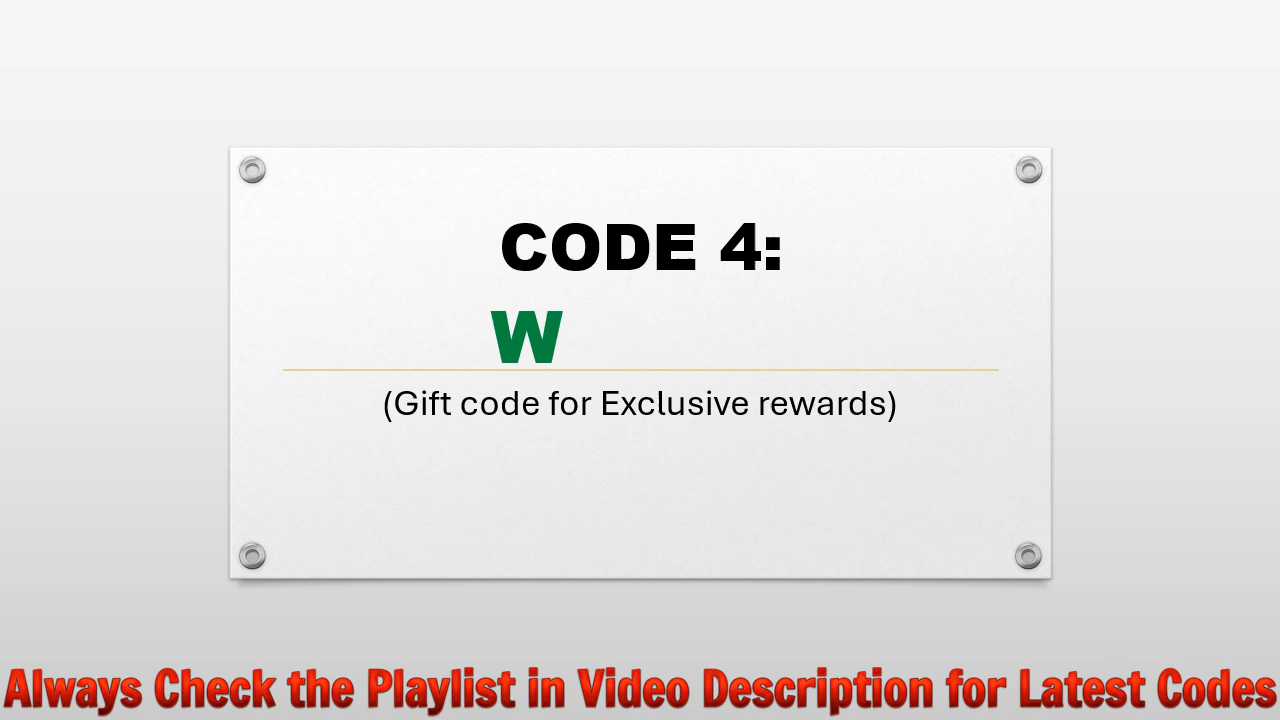 CODE 4:
W
(Gift code for Exclusive rewards)
Always Check the Playlist in Video Description for Latest Codes